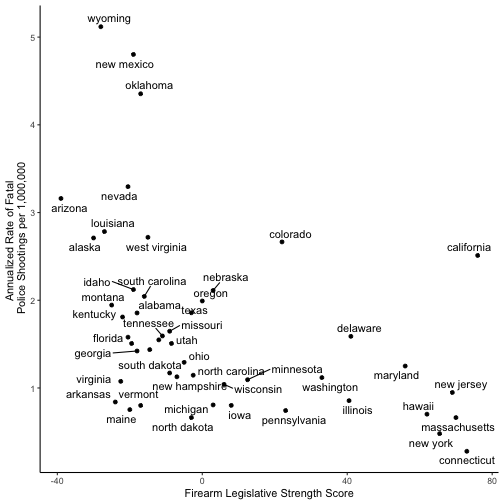 wyoming
5
new mexico
oklahoma
4
nevada
3
arizona
louisiana
colorado
alaska
west virginia
california
nebraska
idaho
south carolina
oregon
2
montana
alabama
texas
kentucky
tennessee
missouri
delaware
florida
utah
georgia
ohio
south dakota
north carolina
minnesota
maryland
virginia
new hampshire
wisconsin
washington
new jersey
1
arkansas
vermont
michigan
iowa
illinois
hawaii
maine
north dakota
pennsylvania
massachusetts
new york
connecticut
-40
0
40
80
Firearm Legislative Strength Score
Annualized Rate of Fatal
Police Shootings per 1,000,000